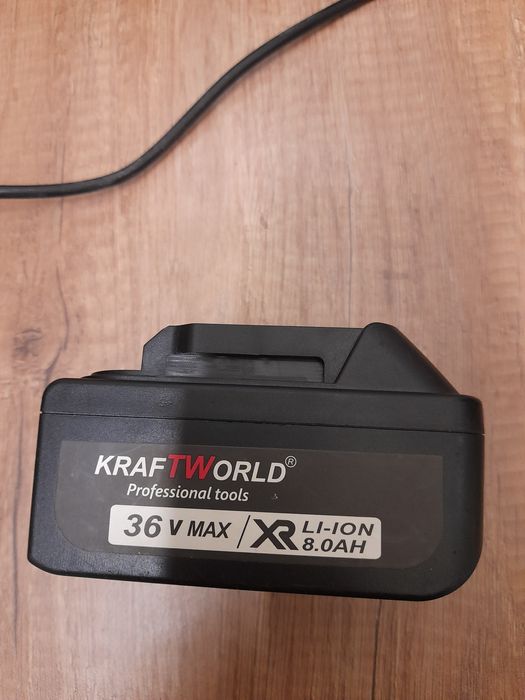 KRAFTWORLD®
Professional tools
36 V MAX / XR LI-ION
8.0AH